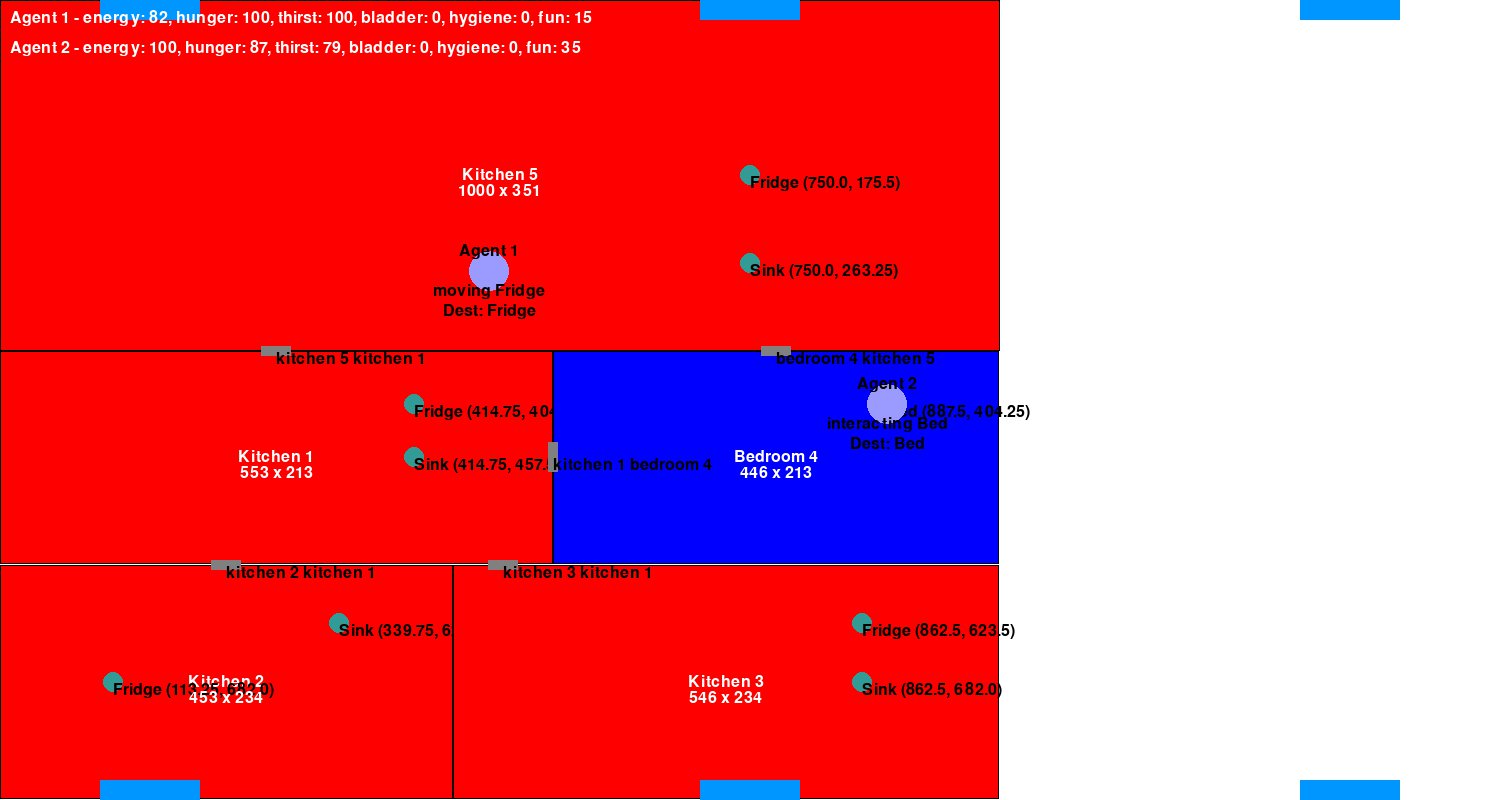 Agent 1 - energy: 82, hunger: 100, thirst: 100, bladder: 0, hygiene: 0, fun: 15
Agent 2 - energy: 100, hunger: 87, thirst: 79, bladder: 0, hygiene: 0, fun: 35
Kitchen 5
1000 x 351
Fridge (750.0, 175.5)
Agent 1
Sink (750.0, 263.25)
moving Fridge
Dest: Fridge
kitchen 5 kitchen 1
bedroom 4 kitchen 5
Agent 2
Fridge (414.75, 404
d (887.5, 404.25)
interacting Bed
Dest: Bed
Kitchen 1
553 x 213
Sink (414.75, 457.
kitchen 1 bedroom 4
Bedroom 4
446 x 213
kitchen 2 kitchen 1
kitchen 3 kitchen 1
Sink (339.75, 6
Fridge (862.5, 623.5)
Kitchen 2
453 x 234
Fridge (113.25, 682.0)
Kitchen 3
546 x 234
Sink (862.5, 682.0)